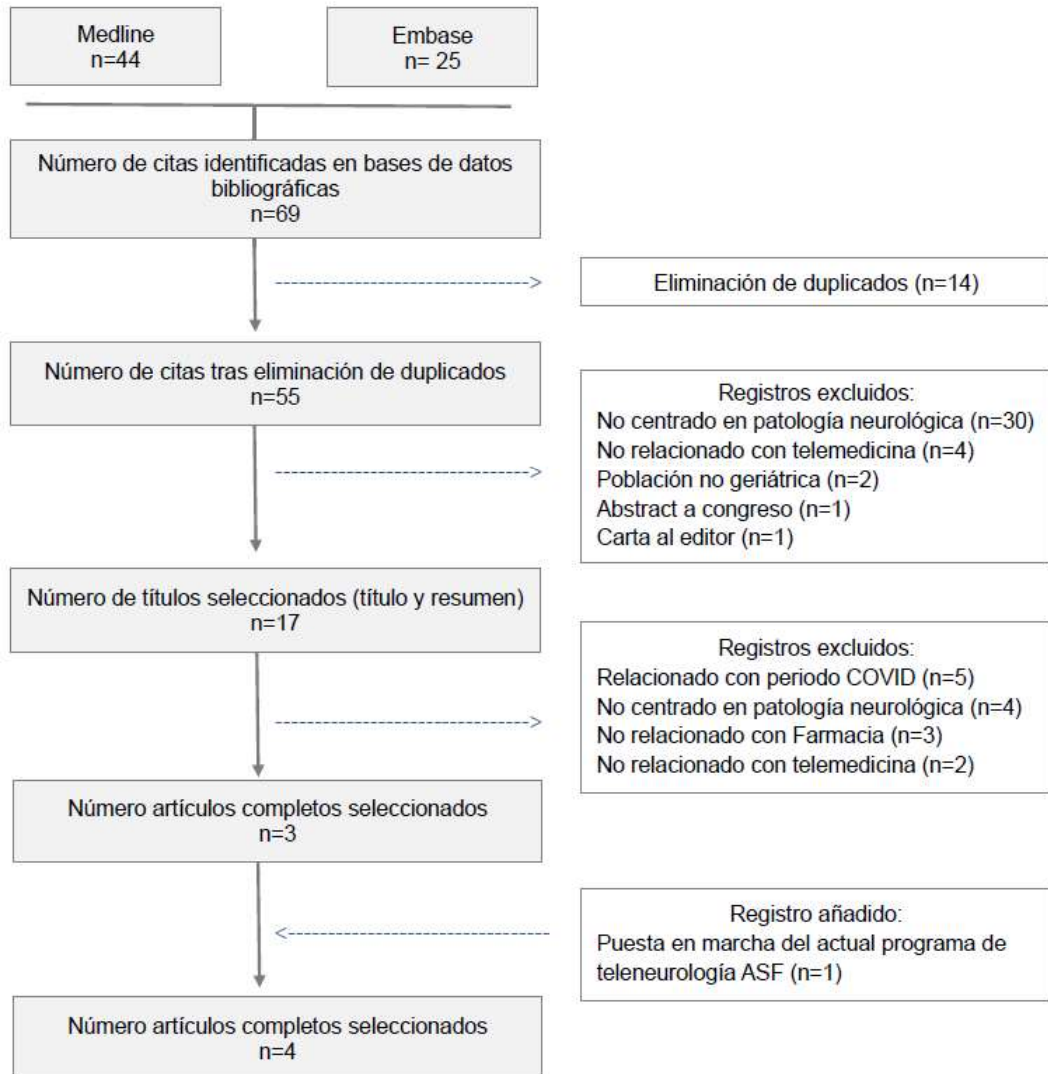 Medline
n=44
Embase
n= 25
Número de citas identificadas en bases de datos
bibliográficas
n=69
Eliminación de duplicados (n=14)
Número de citas tras eliminación de duplicados
n=55
Registros excluidos:
No centrado en patología neurológica (n=30)
No relacionado con telemedicina (n=4)
Población no geriátrica (n=2)
Abstract a congreso (n=1)
Carta al editor (n=1)
Número de títulos seleccionados (título y resumen)
n=17
Registros excluidos:
Relacionado con periodo COVID (n=5)
No centrado en patología neurológica (n=4)
No relacionado con Farmacia (n=3)
No relacionado con telemedicina (n=2)
Número artículos completos seleccionados
n=3
Registro añadido:
Puesta en marcha del actual programa de
teleneurología ASF (n=1)
Número artículos completos seleccionados
n=4